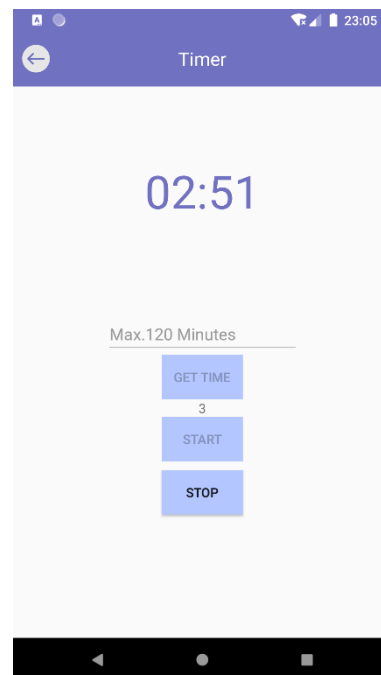 A 23:05
Timer
02:51
Max.120 Minutes
GET TIME
3
START
STOP